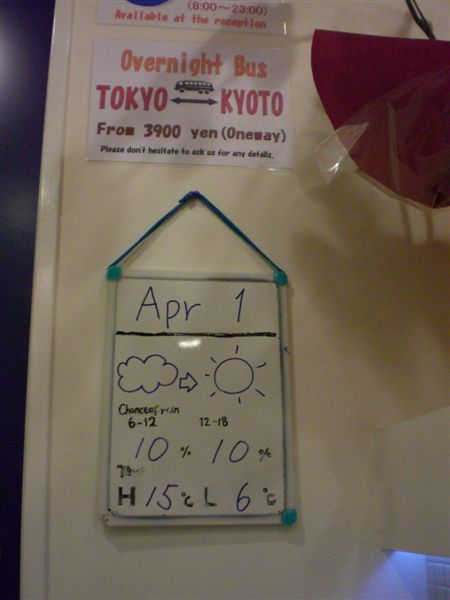 (8:00～23:00)
Available at the reception
Overnight Bus
TOKYO KYOTO
From 3900 yen (Oneway)
Please don't hesitate to ask us for any details.
Apr 1
Chance of rain
6-12 12-18
10 % 10 %
H 15 °C L 6 °C